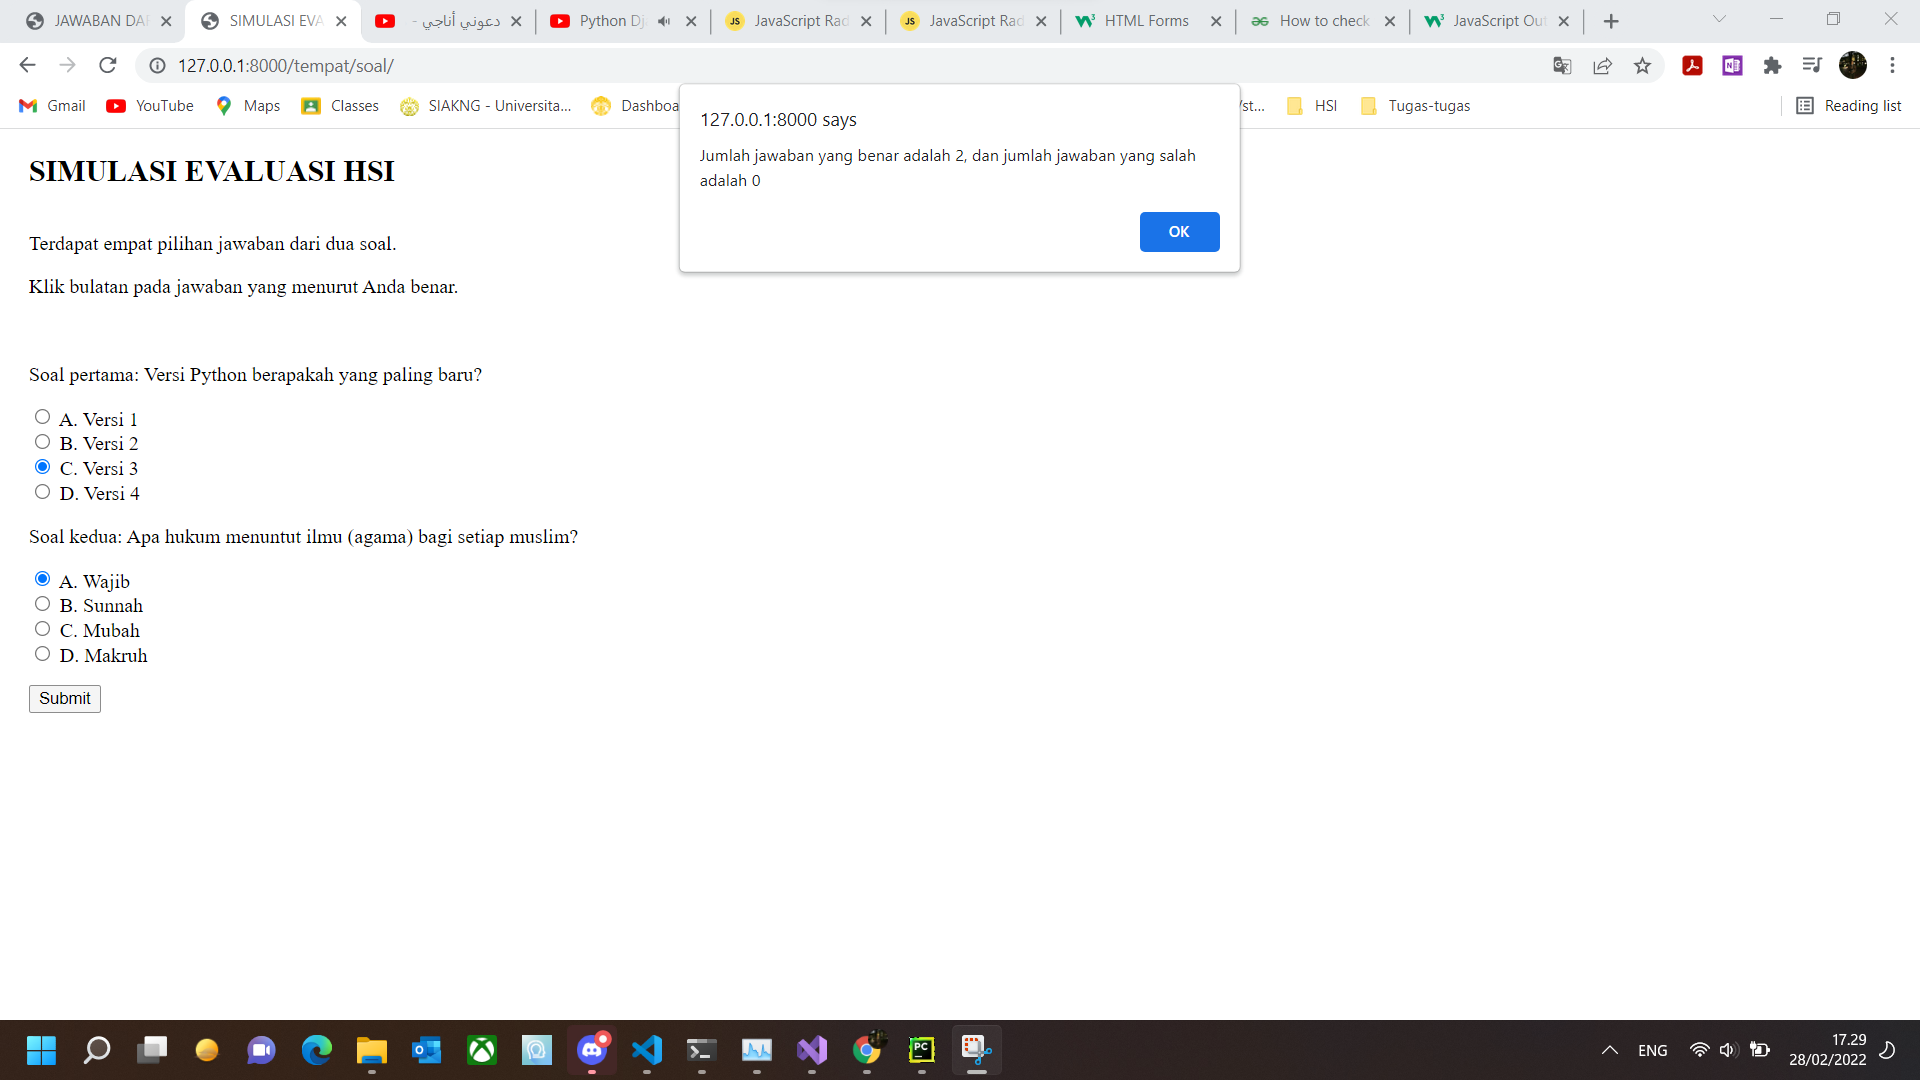 JAWABAN DAF
SIMULASI EVA
دعوني أناجي -
Python Dj
JavaScript Rad
JavaScript Rad
HTML Forms
How to check
JavaScript Out
127.0.0.1:8000/tempat/soal/
Gmail
YouTube
Maps
Classes
SIAKNG - Universita...
Dashboa
/st...
HSI
Tugas-tugas
Reading list
127.0.0.1:8000 says
Jumlah jawaban yang benar adalah 2, dan jumlah jawaban yang salah
adalah 0
OK
SIMULASI EVALUASI HSI
Terdapat empat pilihan jawaban dari dua soal.
Klik bulatan pada jawaban yang menurut Anda benar.
Soal pertama: Versi Python berapakah yang paling baru?
A. Versi 1
B. Versi 2
C. Versi 3
D. Versi 4
Soal kedua: Apa hukum menuntut ilmu (agama) bagi setiap muslim?
A. Wajib
B. Sunnah
C. Mubah
D. Makruh
Submit
ENG
17.29
28/02/2022